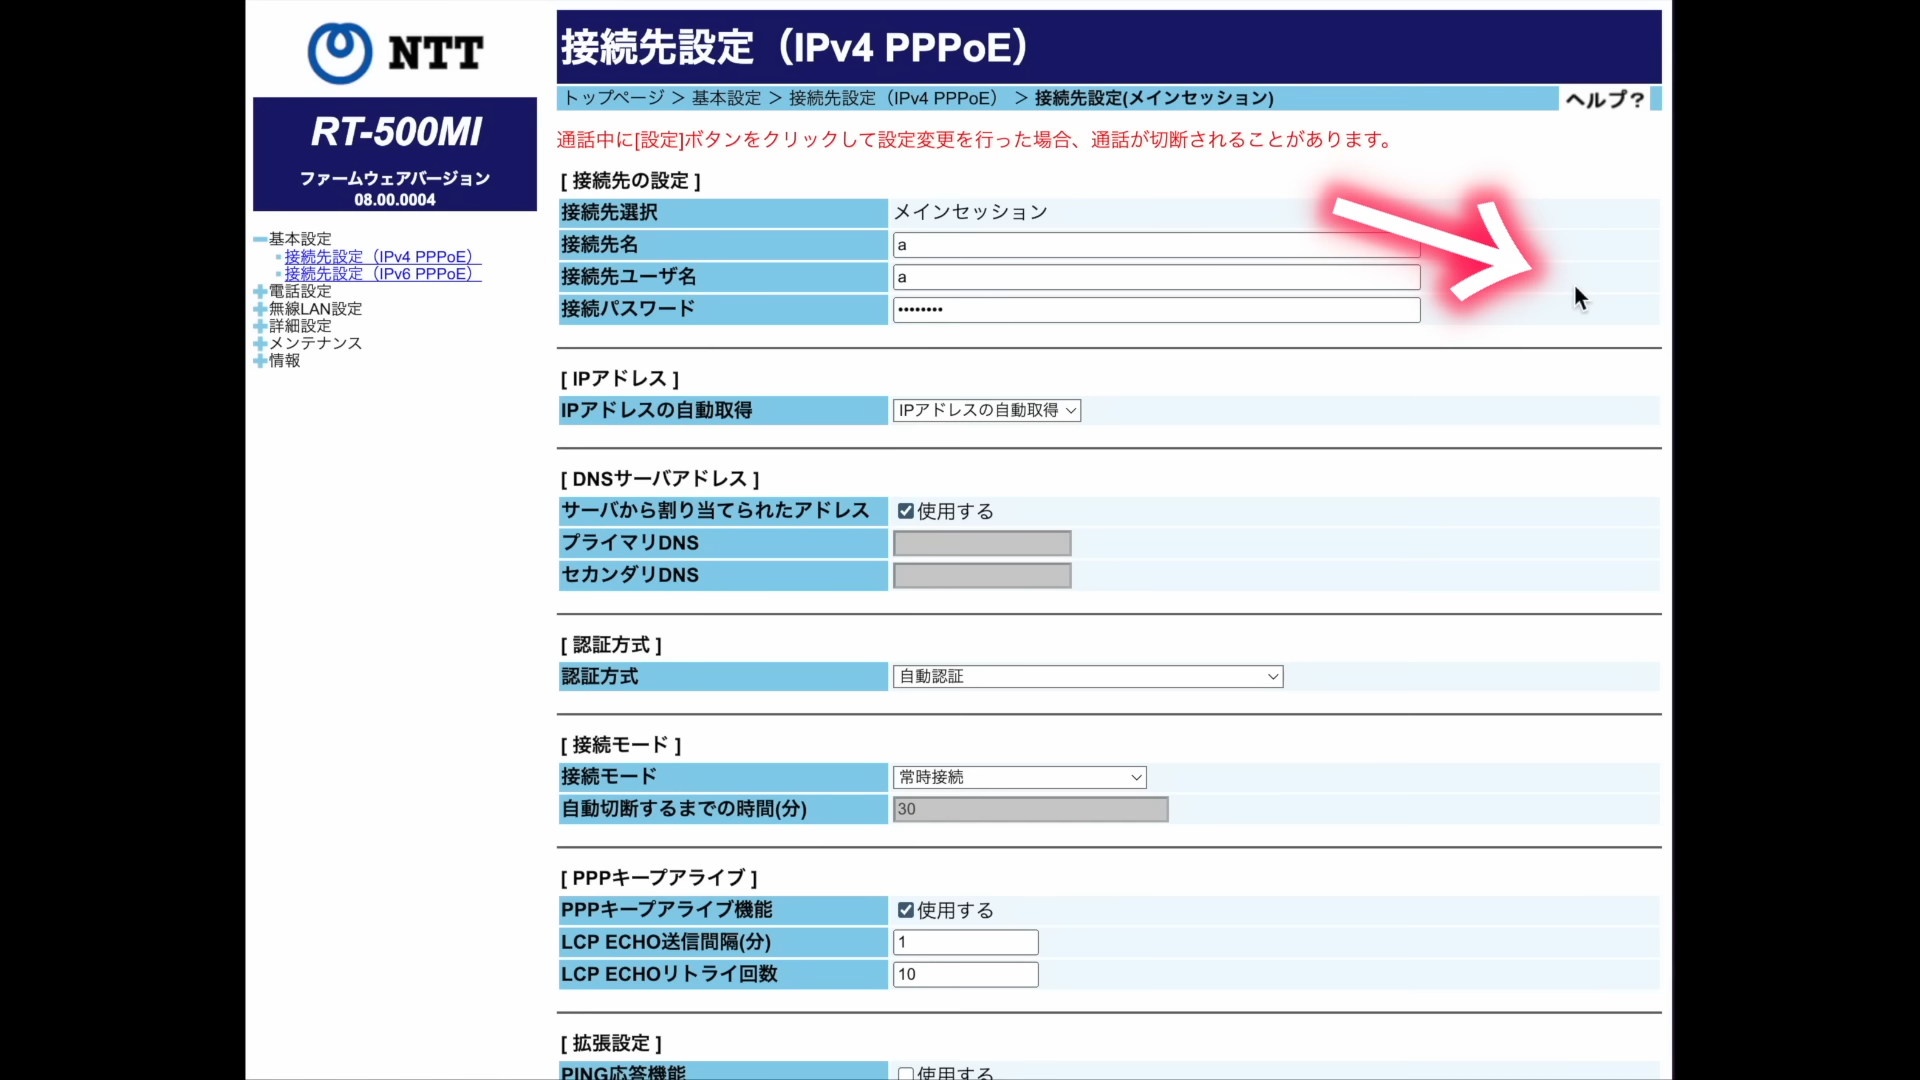 NTT
RT-500MI
ファームウェアバージョン
08.00.0004
基本設定
接続先設定（IPv4 PPPoE）
接続先設定（IPv6 PPPoE）
電話設定
無線LAN設定
詳細設定
メンテナンス
情報
接続先設定（IPv4 PPPoE）
トップページ ＞ 基本設定 ＞ 接続先設定（IPv4 PPPoE） ＞ 接続先設定(メインセッション)
ヘルプ？
通話中に[設定]ボタンをクリックして設定変更を行った場合、通話が切断されることがあります。
[ 接続先の設定 ]
接続先選択 メインセッション
接続先名 a
接続先ユーザ名 a
接続パスワード ••••••••
[ IPアドレス ]
IPアドレスの自動取得 IPアドレスの自動取得
[ DNSサーバアドレス ]
サーバから割り当てられたアドレス 使用する
プライマリDNS
セカンダリDNS
[ 認証方式 ]
認証方式 自動認証
[ 接続モード ]
接続モード 常時接続
自動切断するまでの時間(分) 30
[ PPPキープアライブ ]
PPPキープアライブ機能 使用する
LCP ECHO送信間隔(分) 1
LCP ECHOリトライ回数 10
[ 拡張設定 ]
PING応答機能 使用する